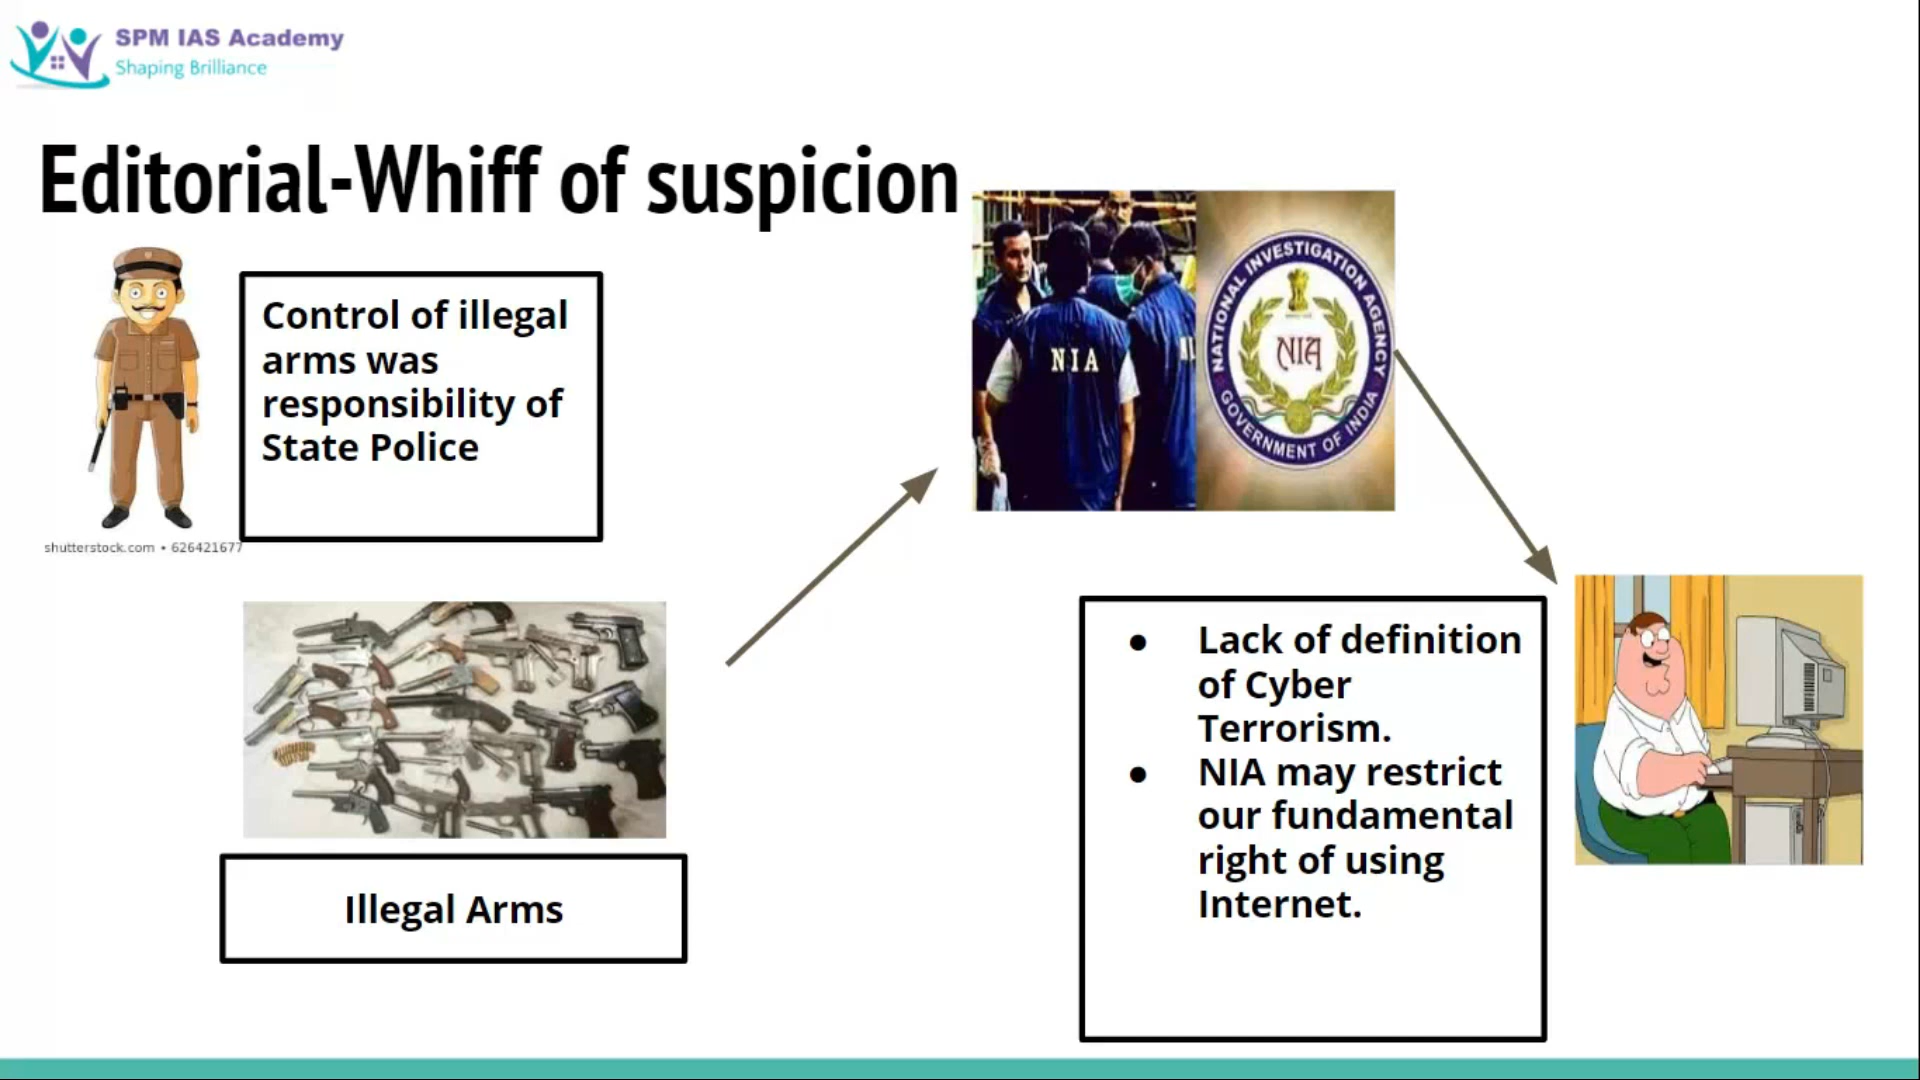 SPM IAS Academy
Shaping Brilliance
Editorial-Whiff of suspicion
Control of illegal
arms was
responsibility of
State Police
shutterstock.com • 626421677
NIA
NATIONAL INVESTIGATION AGENCY
NIA
GOVERNMENT OF INDIA
Illegal Arms
● Lack of definition
of Cyber
Terrorism.
● NIA may restrict
our fundamental
right of using
Internet.